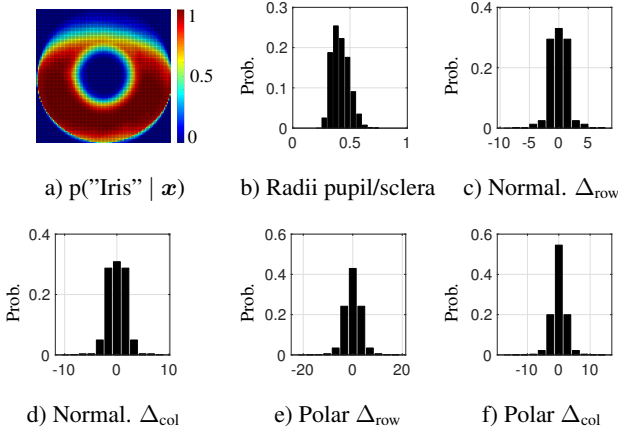 1
0.5
0
a) p("Iris" | x)
Prob.
0.3
0.2
0.1
0
0 0.5 1
b) Radii pupil/sclera
Prob.
0.4
0.2
0
-10 -5 0 5
c) Normal. Δrow
Prob.
0.4
0.2
0
-10 0 10
d) Normal. Δcol
Prob.
0.6
0.4
0.2
0
-20 0 20
e) Polar Δrow
Prob.
0.6
0.4
0.2
0
-10 0 10
f) Polar Δcol